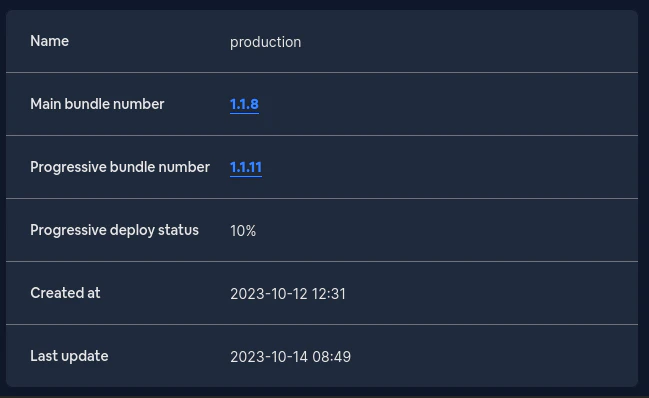 Name production
Main bundle number 1.1.8
Progressive bundle number 1.1.11
Progressive deploy status 10%
Created at 2023-10-12 12:31
Last update 2023-10-14 08:49